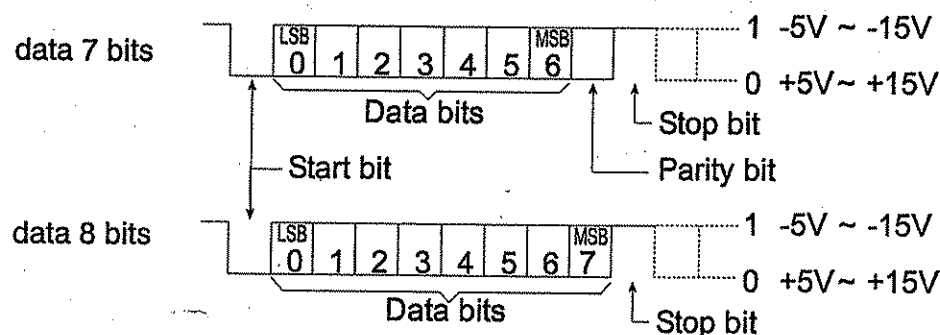 LSB MSB 1 -5V ~ -15V
data 7 bits
0 1 2 3 4 5 6 0 +5V~ +15V
Data bits
Stop bit
Start bit Parity bit
LSB MSB 1 -5V ~ -15V
data 8 bits
0 1 2 3 4 5 6 7 0 +5V~ +15V
Data bits
Stop bit